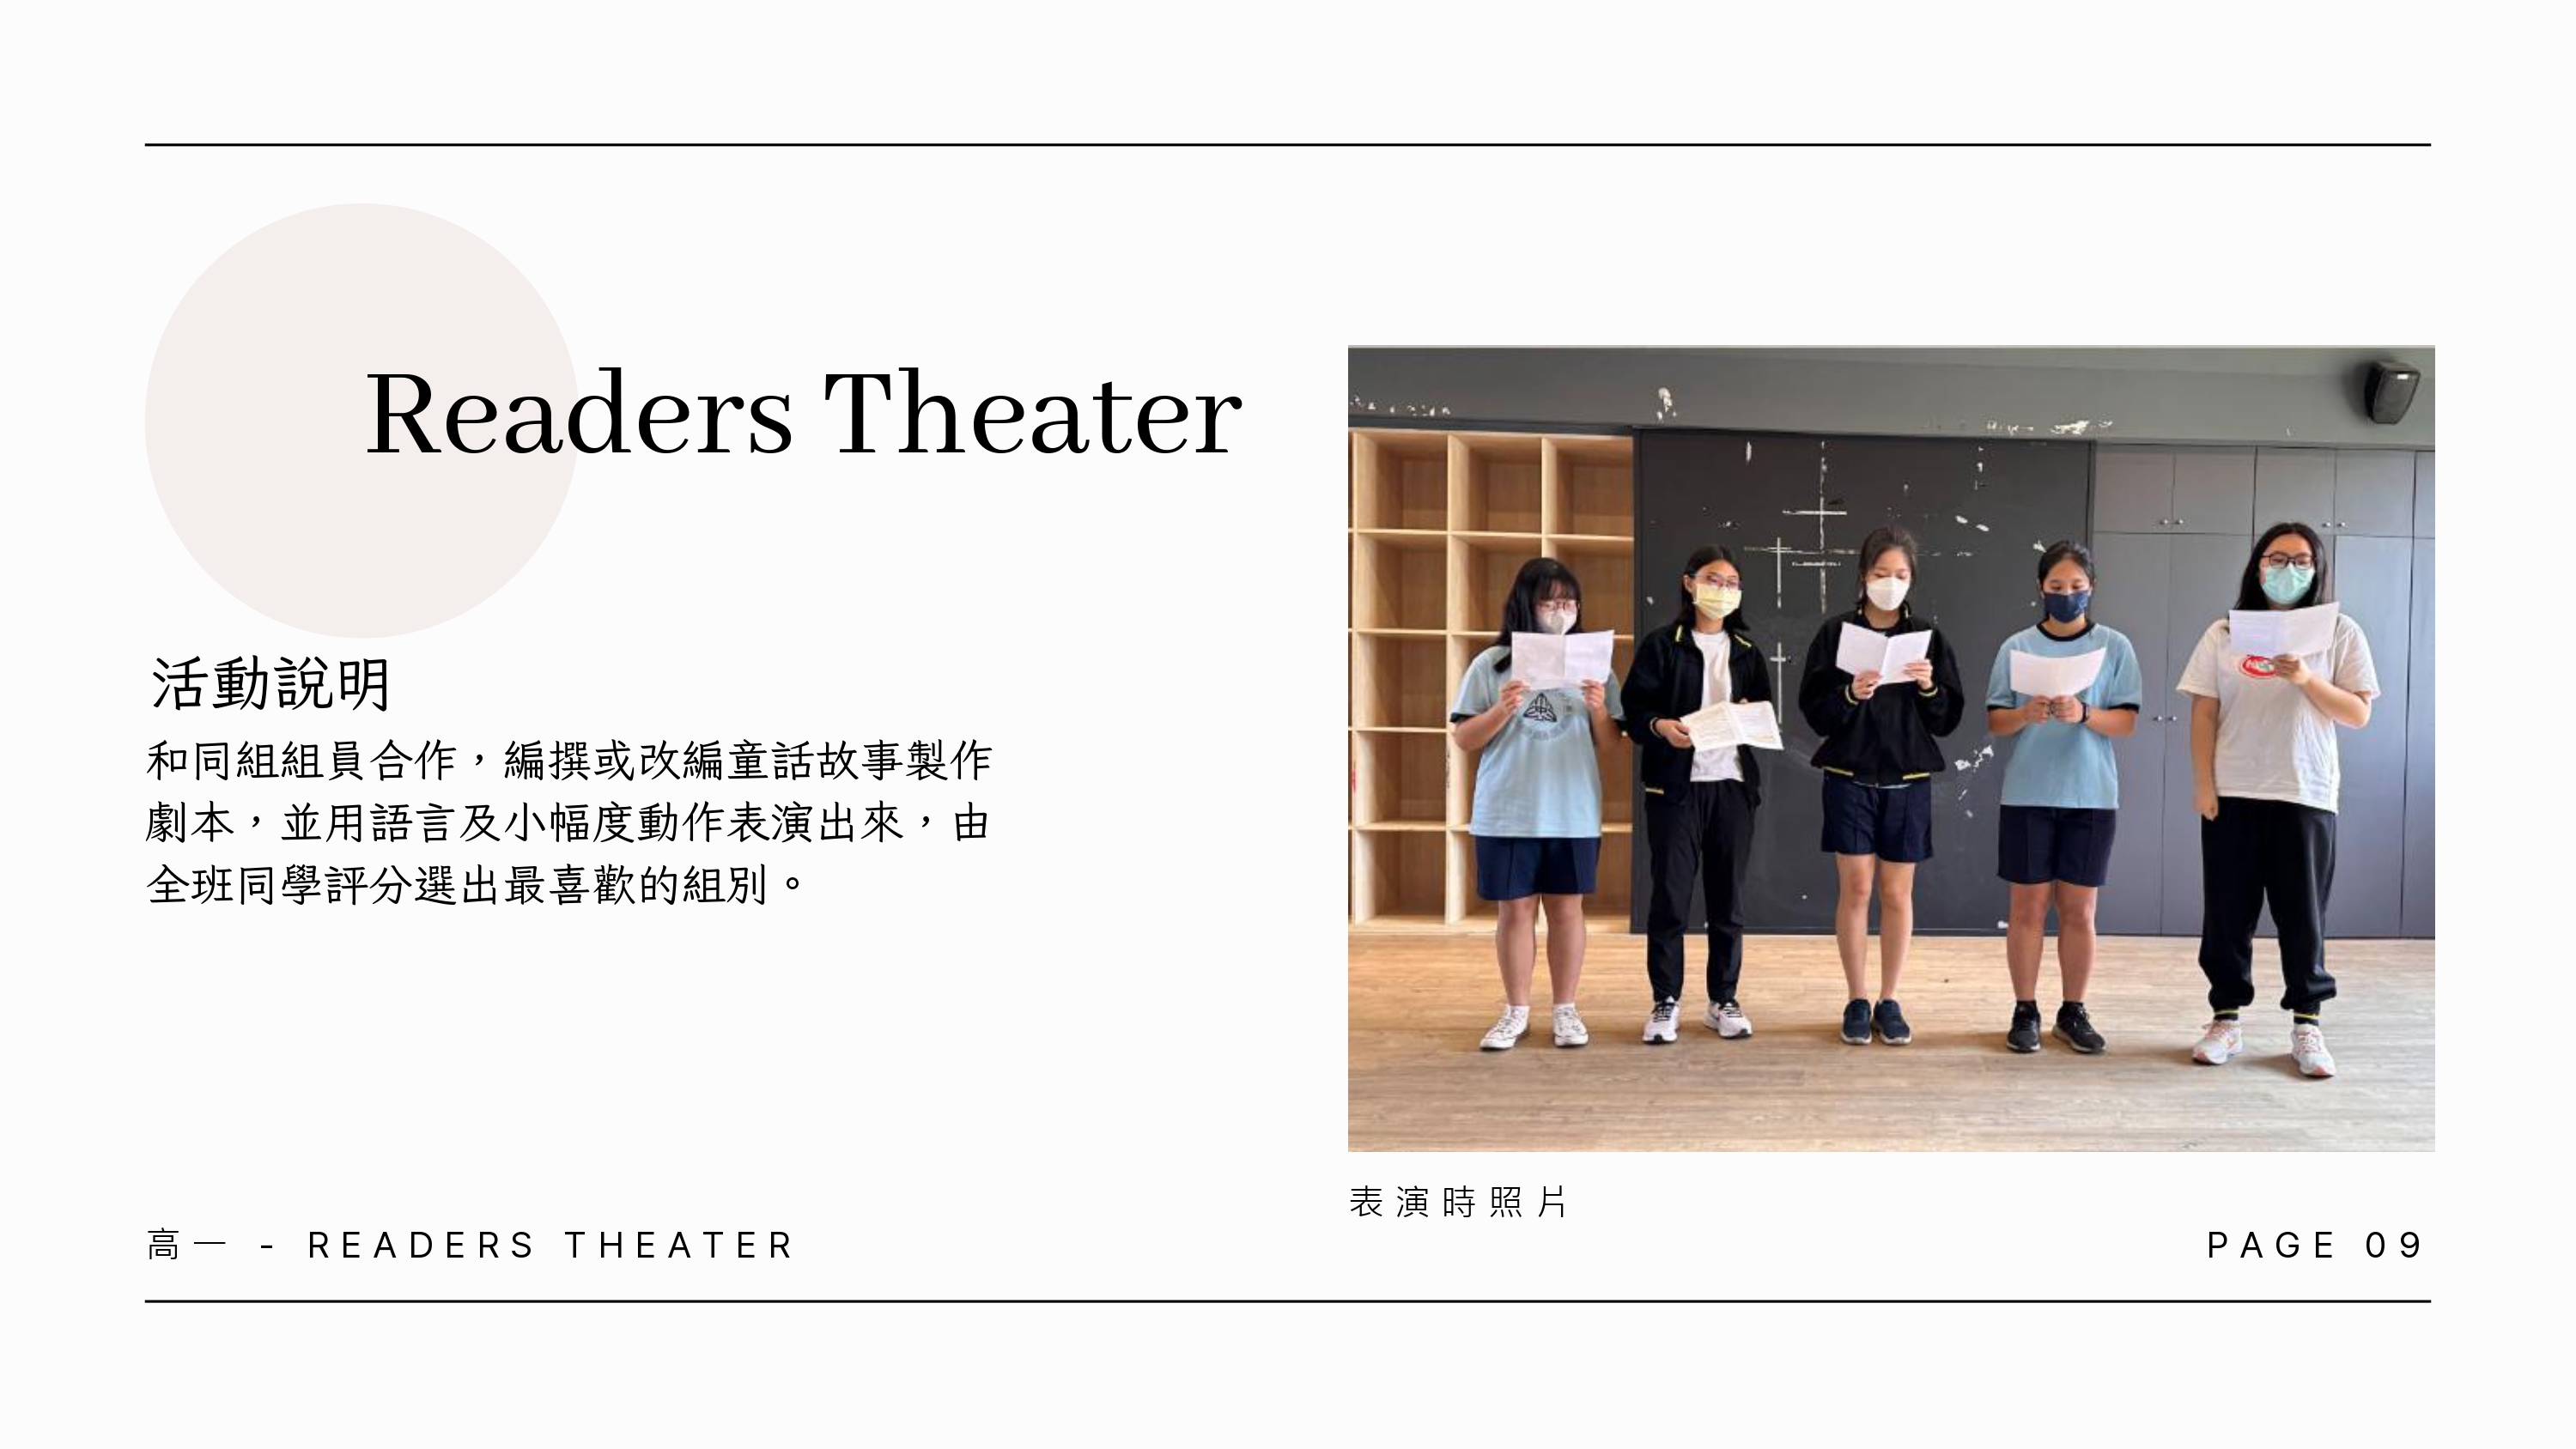 Readers Theater
活動說明
和同組組員合作，編撰或改編童話故事製作
劇本，並用語言及小幅度動作表演出來，由
全班同學評分選出最喜歡的組別。
表演時照片
高一 - READERS THEATER
PAGE 09